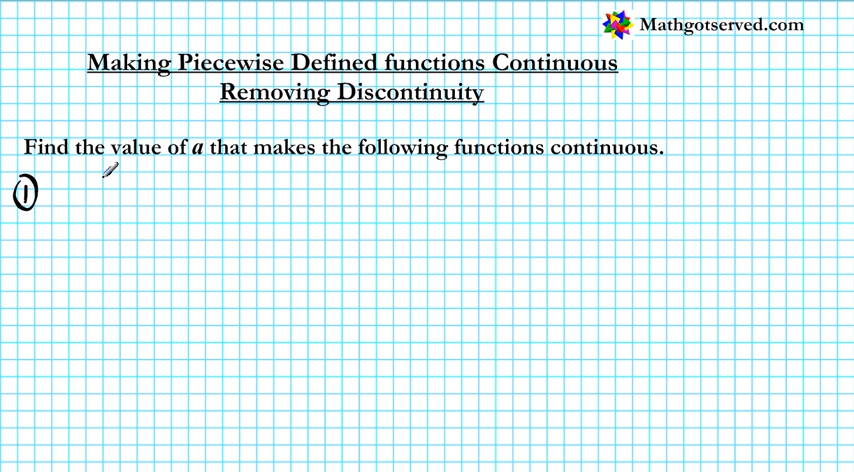 Mathgotserved.com
Making Piecewise Defined functions Continuous
Removing Discontinuity
Find the value of a that makes the following functions continuous.
①